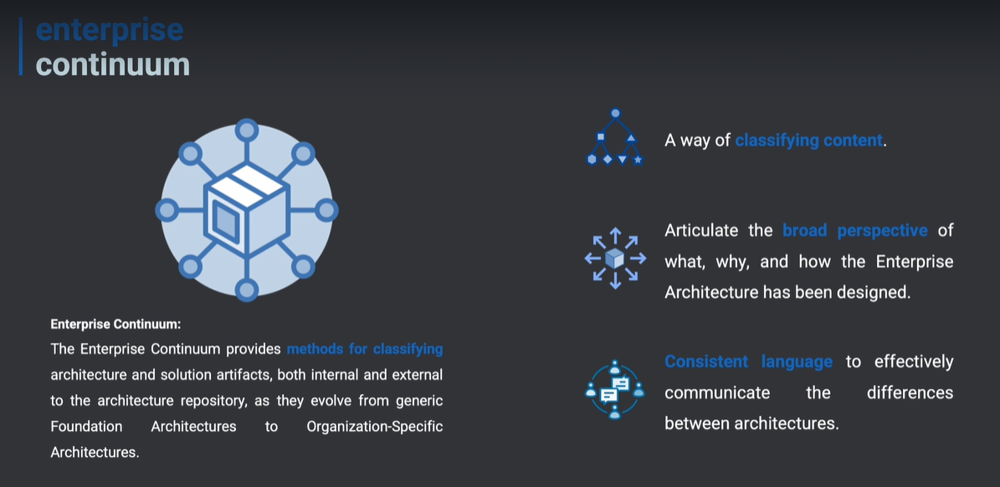 enterprise
continuum
Enterprise Continuum:
The Enterprise Continuum provides methods for classifying
architecture and solution artifacts, both internal and external
to the architecture repository, as they evolve from generic
Foundation Architectures to Organization-Specific
Architectures.
A way of classifying content.
Articulate the broad perspective of
what, why, and how the Enterprise
Architecture has been designed.
Consistent language to effectively
communicate the differences
between architectures.